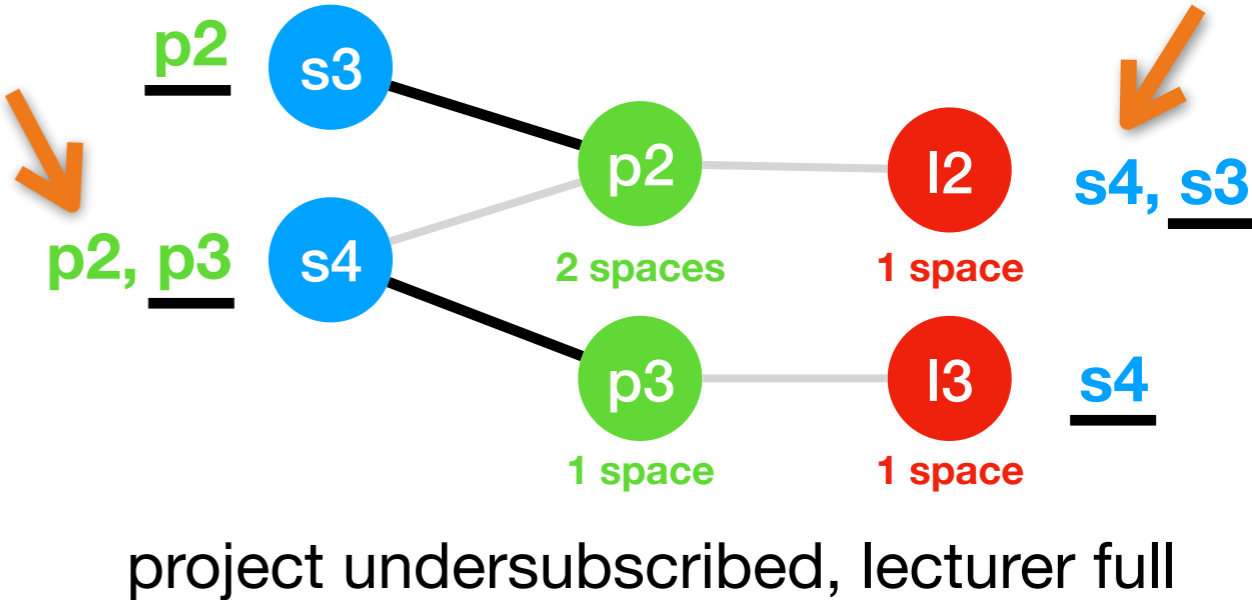 p2 s3
p2 l2 s4, s3
p2, p3 s4
2 spaces 1 space
p3 l3 s4
1 space 1 space
project undersubscribed, lecturer full